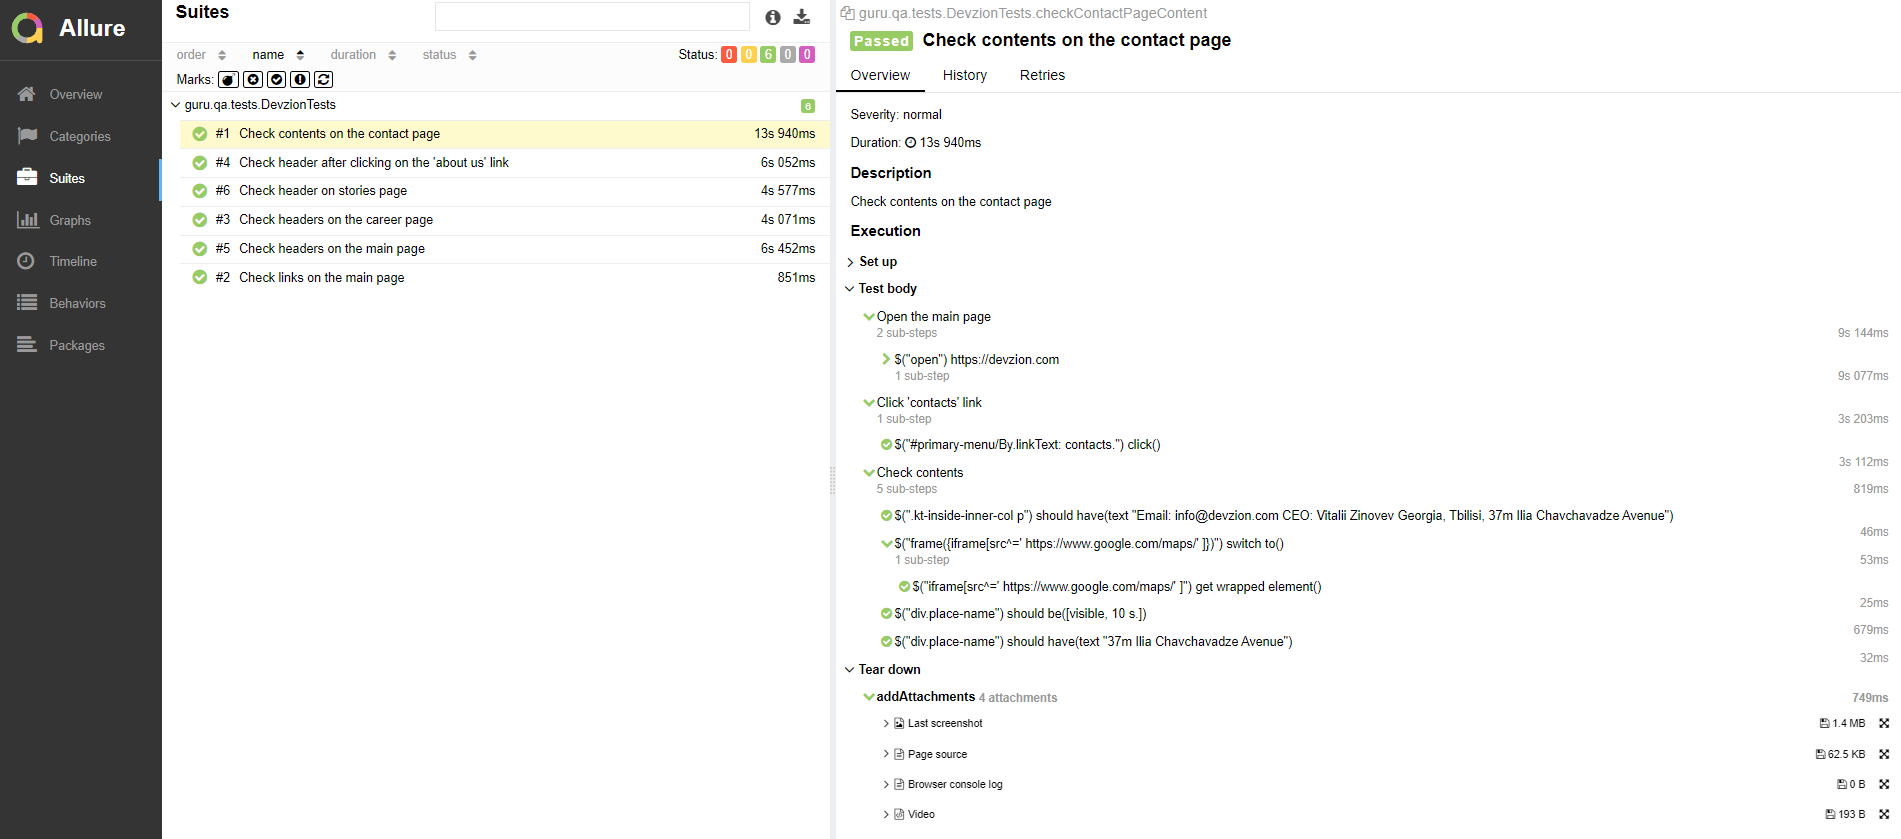 Allure
Overview
Categories
Suites
Graphs
Timeline
Behaviors
Packages
Suites
order name duration status Status: 0 0 6 0 0
Marks:
guru.qa.tests.DevzionTests 6
#1 Check contents on the contact page 13s 940ms
#4 Check header after clicking on the 'about us' link 6s 052ms
#6 Check header on stories page 4s 577ms
#3 Check headers on the career page 4s 071ms
#5 Check headers on the main page 6s 452ms
#2 Check links on the main page 851ms
guru.qa.tests.DevzionTests.checkContactPageContent
Passed Check contents on the contact page
Overview History Retries
Severity: normal
Duration: 13s 940ms
Description
Check contents on the contact page
Execution
Set up
Test body
Open the main page
2 sub-steps 9s 144ms
$("open") https://devzion.com
1 sub-step 9s 077ms
Click 'contacts' link
1 sub-step 3s 203ms
$("#primary-menu/By.linkText: contacts.") click()
3s 112ms
Check contents
5 sub-steps 819ms
$(".kt-inside-inner-col p") should have(text "Email: info@devzion.com CEO: Vitalii Zinovev Georgia, Tbilisi, 37m Ilia Chavchavadze Avenue")
46ms
$("frame({iframe[src^=' https://www.google.com/maps/' ]})") switch to()
1 sub-step 53ms
$("iframe[src^=' https://www.google.com/maps/' ]") get wrapped element()
25ms
$("div.place-name") should be([visible, 10 s.])
679ms
$("div.place-name") should have(text "37m Ilia Chavchavadze Avenue")
32ms
Tear down
addAttachments 4 attachments 749ms
Last screenshot 1.4 MB
Page source 62.5 KB
Browser console log 0 B
Video 193 B